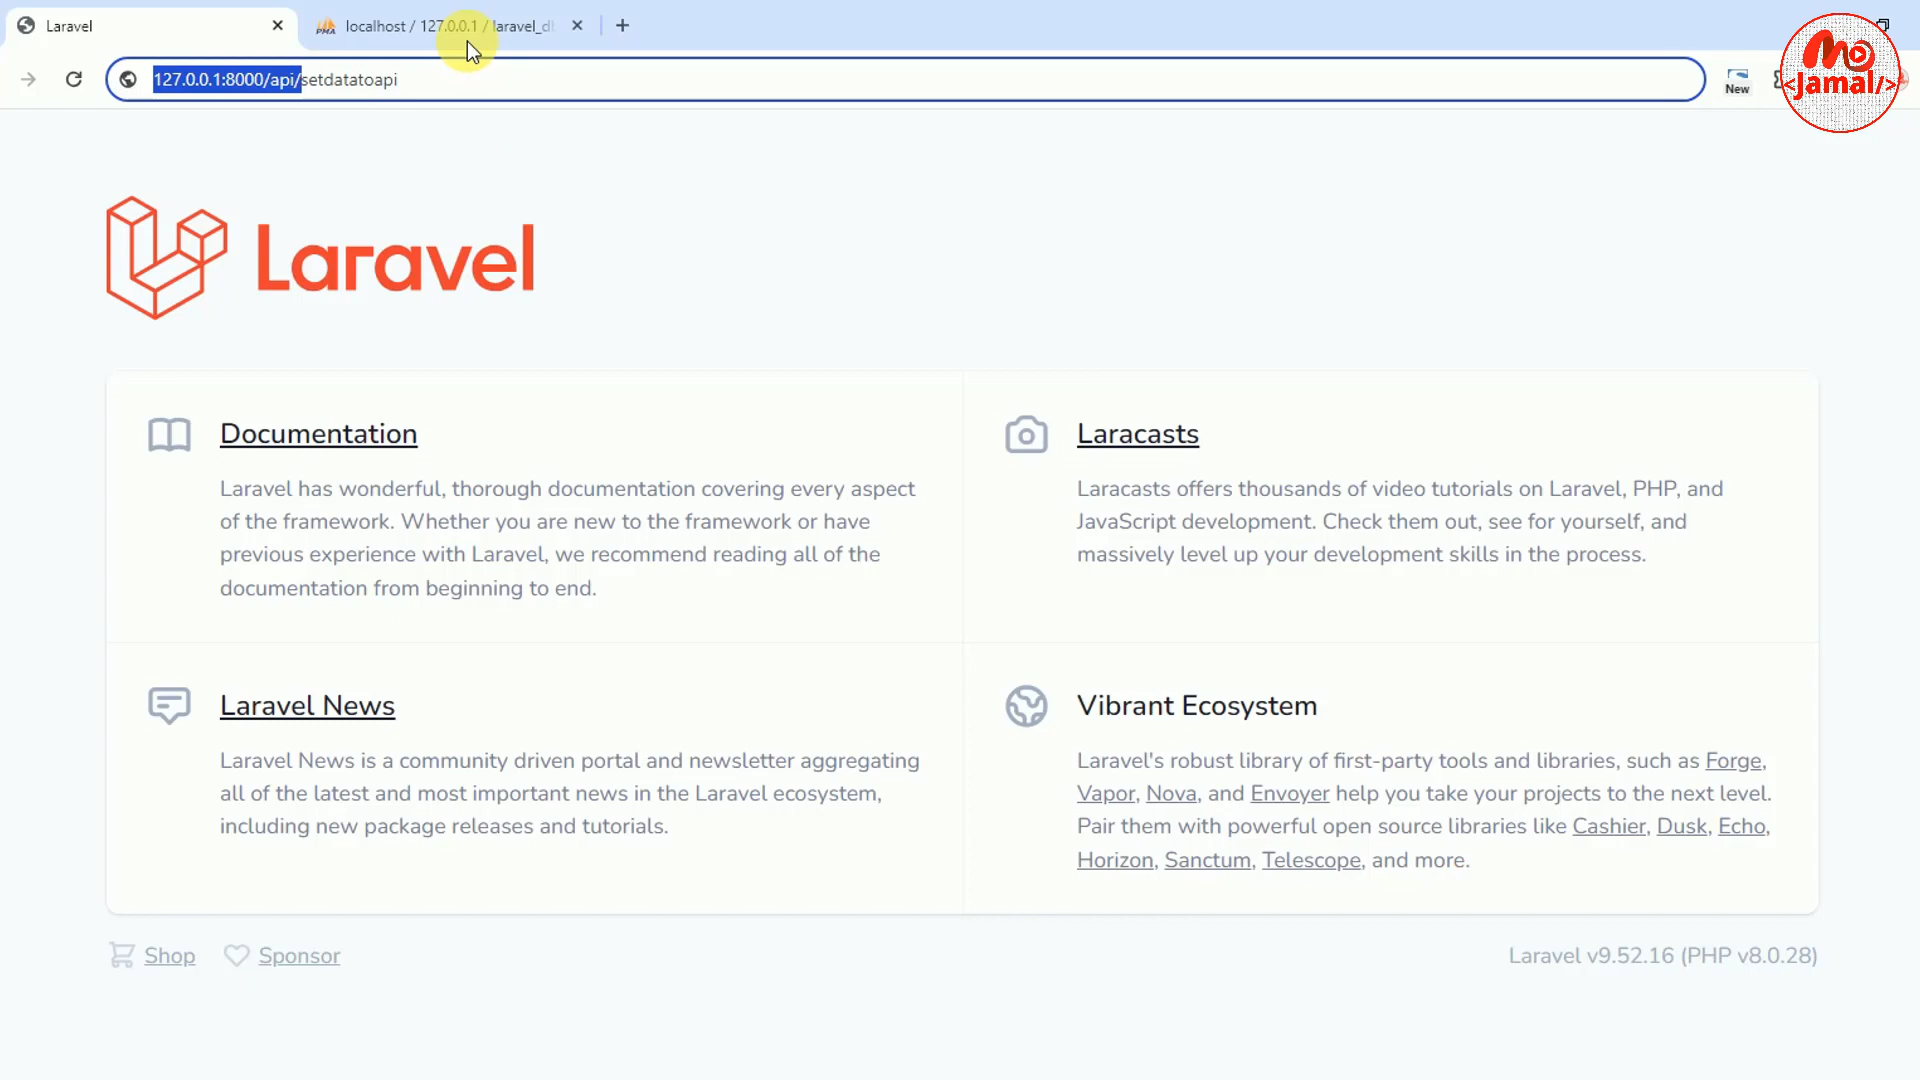 Laravel
localhost / 127.0.0.1 / laravel_d
127.0.0.1:8000/api/setdatatoapi
New
Mo
<Jamal/>
Laravel
Documentation
Laravel has wonderful, thorough documentation covering every aspect
of the framework. Whether you are new to the framework or have
previous experience with Laravel, we recommend reading all of the
documentation from beginning to end.
Laracasts
Laracasts offers thousands of video tutorials on Laravel, PHP, and
JavaScript development. Check them out, see for yourself, and
massively level up your development skills in the process.
Laravel News
Laravel News is a community driven portal and newsletter aggregating
all of the latest and most important news in the Laravel ecosystem,
including new package releases and tutorials.
Vibrant Ecosystem
Laravel's robust library of first-party tools and libraries, such as Forge,
Vapor, Nova, and Envoyer help you take your projects to the next level.
Pair them with powerful open source libraries like Cashier, Dusk, Echo,
Horizon, Sanctum, Telescope, and more.
Shop
Sponsor
Laravel v9.52.16 (PHP v8.0.28)